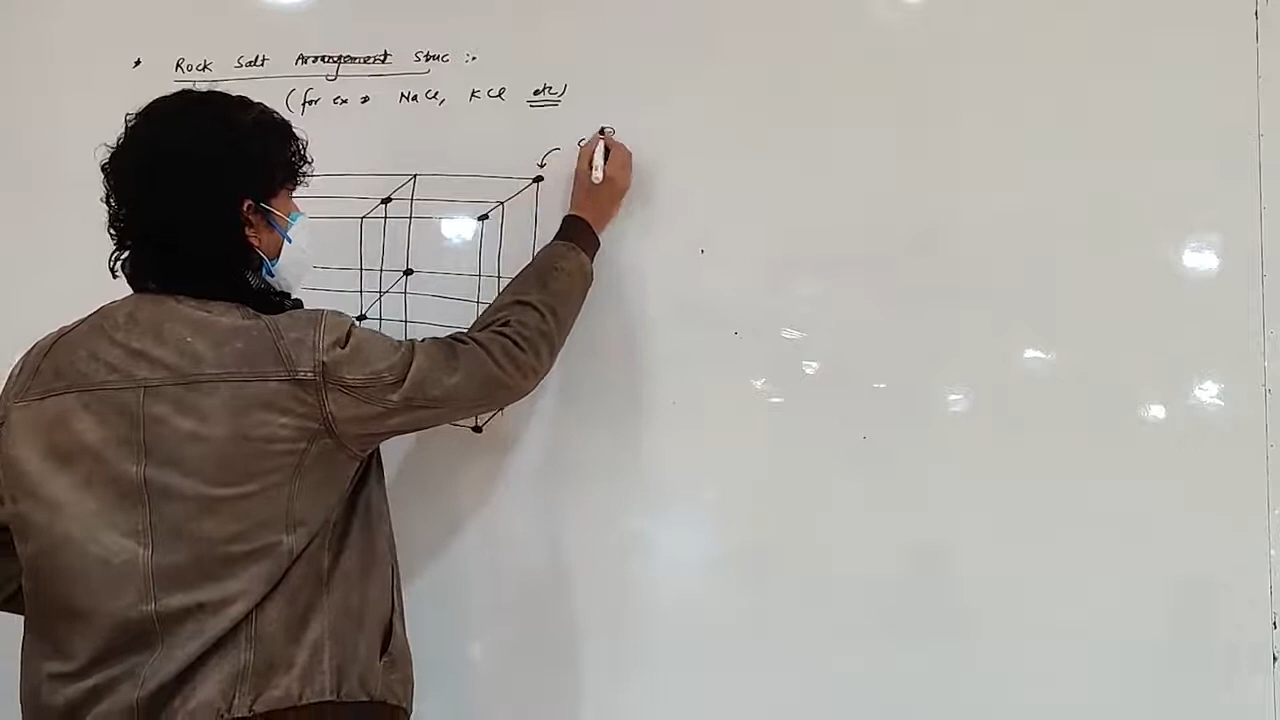 * Rock Salt Arrangement Struc :-
(for ex → NaCl, KCl etc)